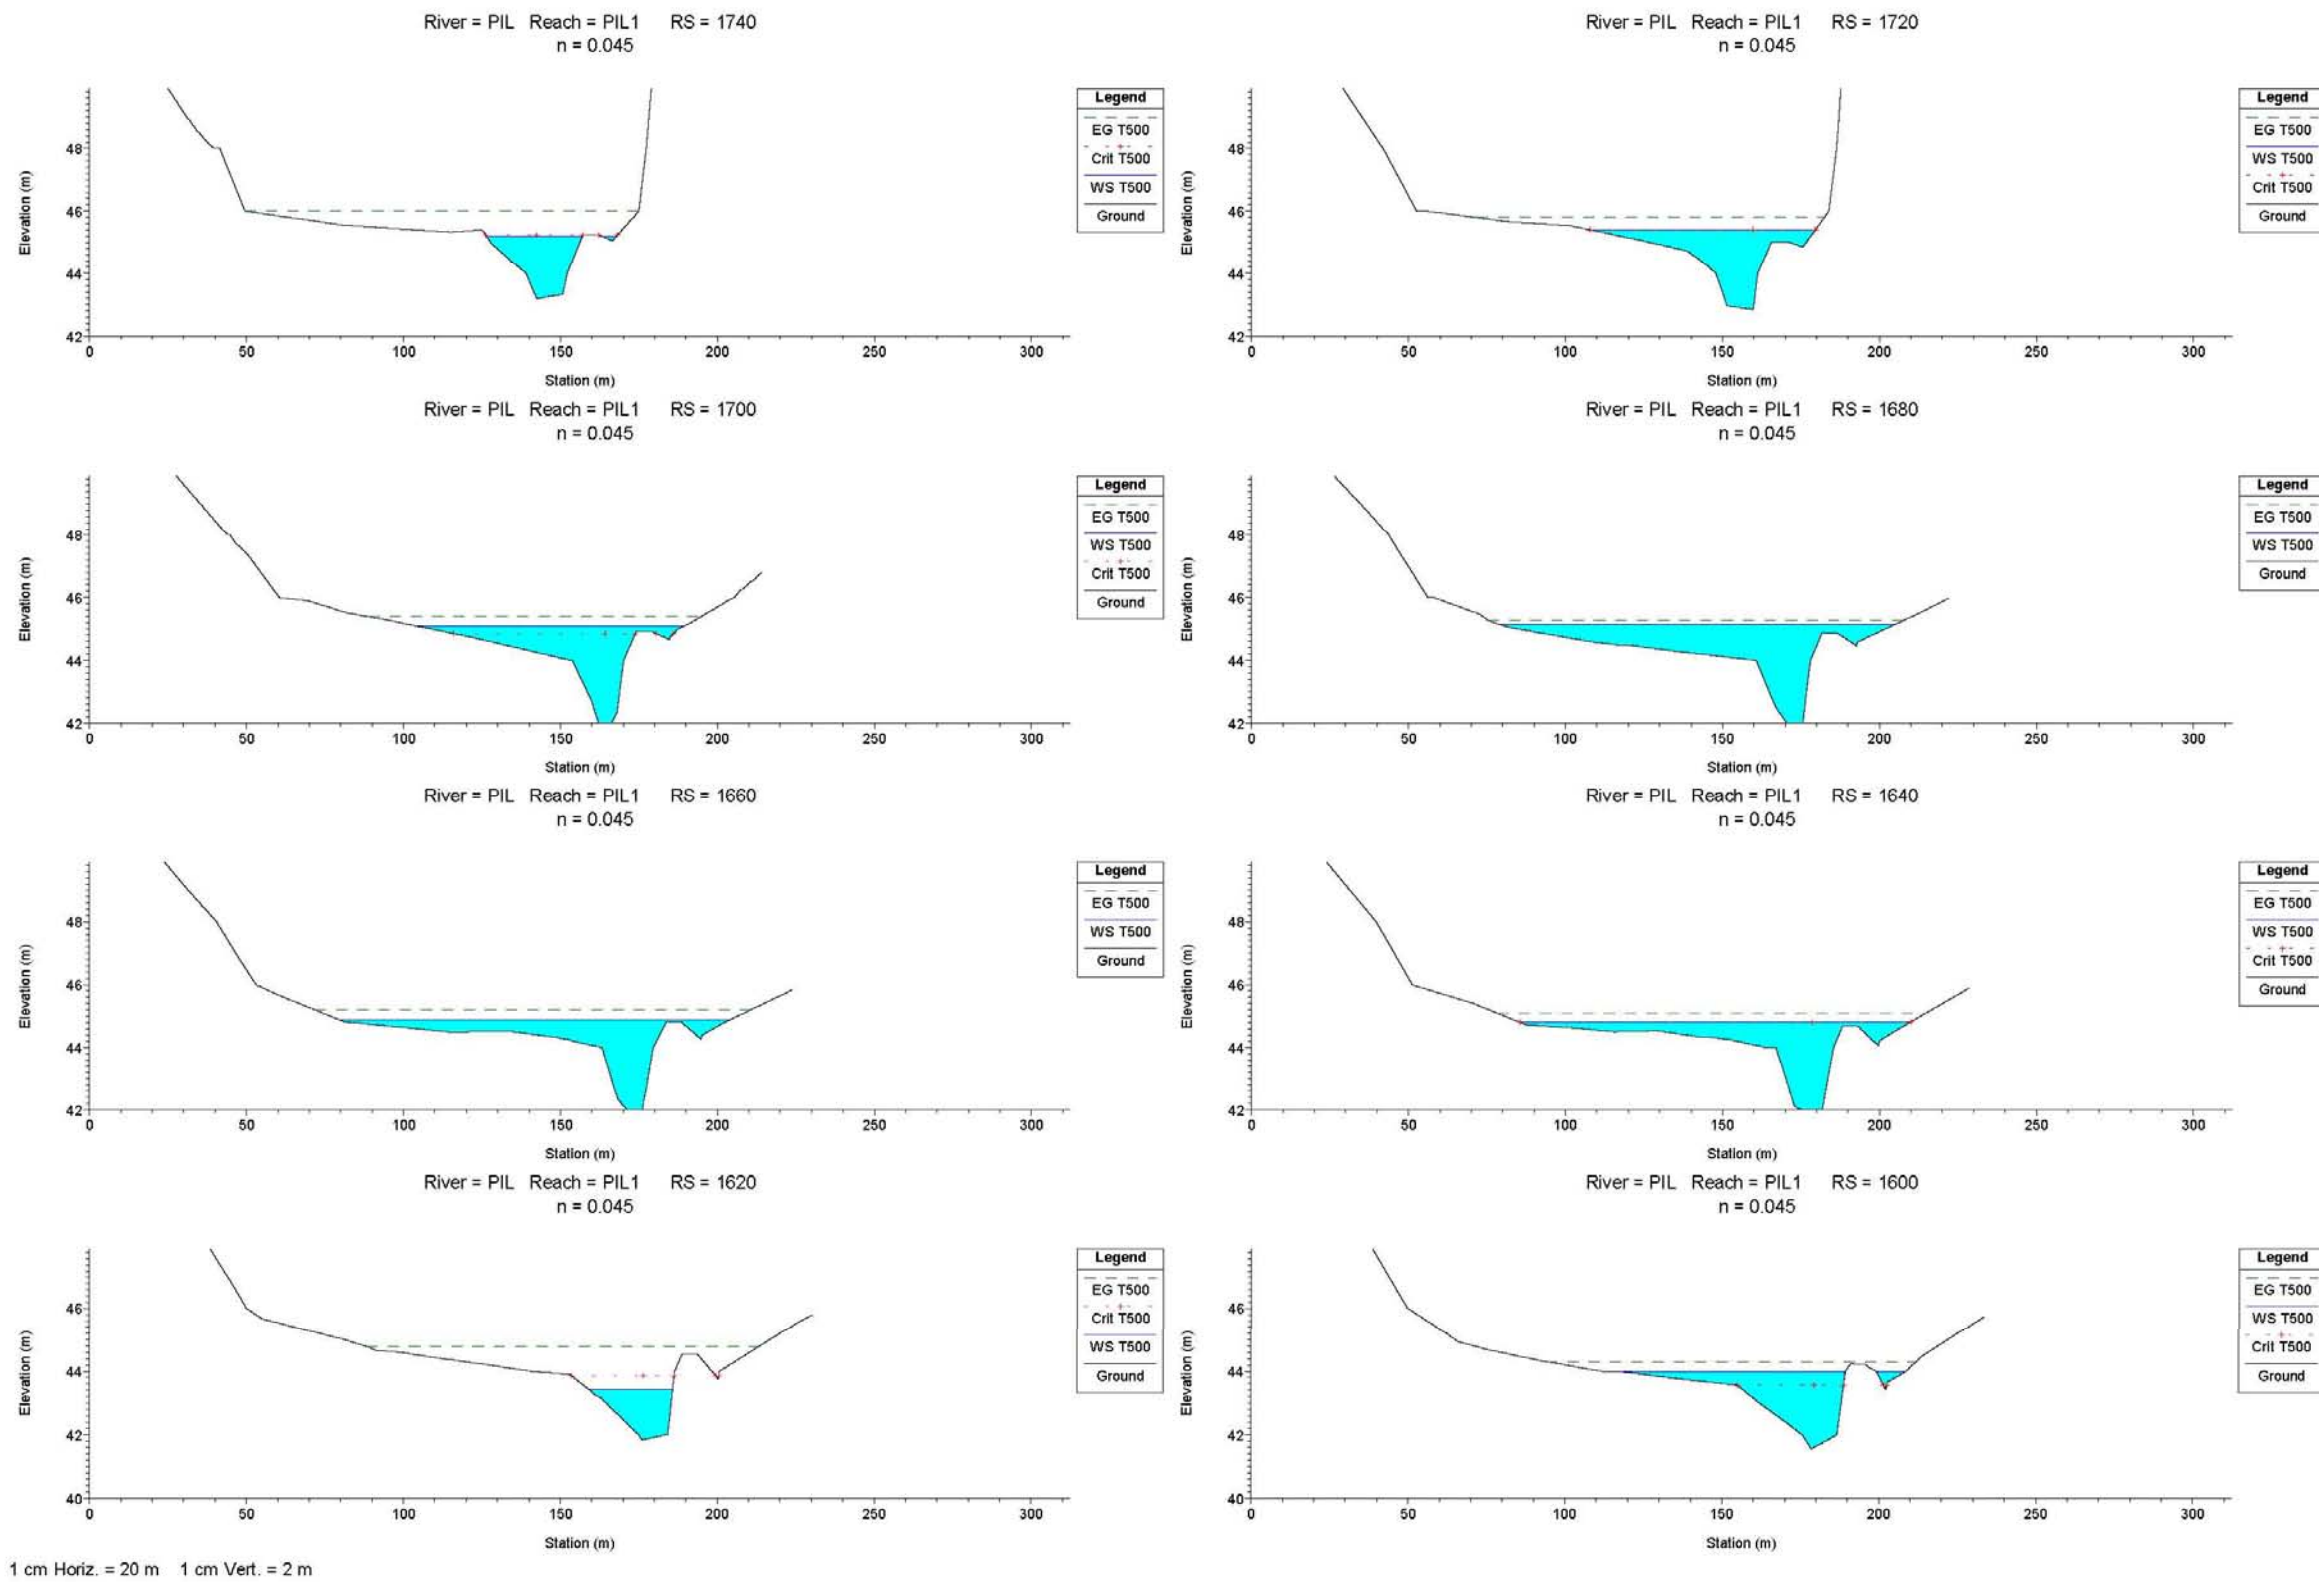 River = PIL Reach = PIL1 RS = 1740
n = 0.045
Elevation (m)
48
46
44
42
0 50 100 150 200 250 300
Station (m)
Legend
EG T500
Crit T500
WS T500
Ground
River = PIL Reach = PIL1 RS = 1720
n = 0.045
Elevation (m)
48
46
44
42
0 50 100 150 200 250 300
Station (m)
Legend
EG T500
WS T500
Crit T500
Ground
River = PIL Reach = PIL1 RS = 1700
n = 0.045
Elevation (m)
48
46
44
42
0 50 100 150 200 250 300
Station (m)
Legend
EG T500
WS T500
Crit T500
Ground
River = PIL Reach = PIL1 RS = 1680
n = 0.045
Elevation (m)
48
46
44
42
0 50 100 150 200 250 300
Station (m)
Legend
EG T500
WS T500
Ground
River = PIL Reach = PIL1 RS = 1660
n = 0.045
Elevation (m)
48
46
44
42
0 50 100 150 200 250 300
Station (m)
Legend
EG T500
WS T500
Ground
River = PIL Reach = PIL1 RS = 1640
n = 0.045
Elevation (m)
48
46
44
42
0 50 100 150 200 250 300
Station (m)
Legend
EG T500
WS T500
Crit T500
Ground
River = PIL Reach = PIL1 RS = 1620
n = 0.045
Elevation (m)
46
44
42
40
0 50 100 150 200 250 300
Station (m)
Legend
EG T500
Crit T500
WS T500
Ground
River = PIL Reach = PIL1 RS = 1600
n = 0.045
Elevation (m)
46
44
42
40
0 50 100 150 200 250 300
Station (m)
Legend
EG T500
WS T500
Crit T500
Ground
1 cm Horiz. = 20 m 1 cm Vert. = 2 m